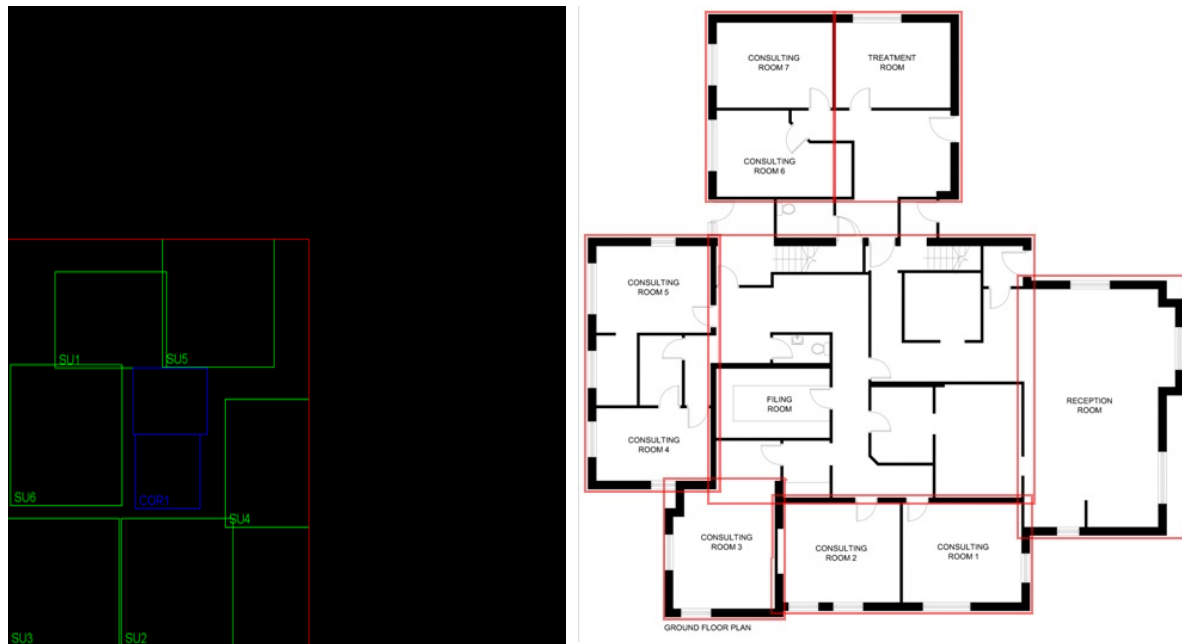 SU1
SU5
SU6
COR1
SU4
SU3
SU2
CONSULTING
ROOM 7
TREATMENT
ROOM
CONSULTING
ROOM 6
CONSULTING
ROOM 5
FILING
ROOM
RECEPTION
ROOM
CONSULTING
ROOM 4
CONSULTING
ROOM 3
CONSULTING
ROOM 2
CONSULTING
ROOM 1
GROUND FLOOR PLAN